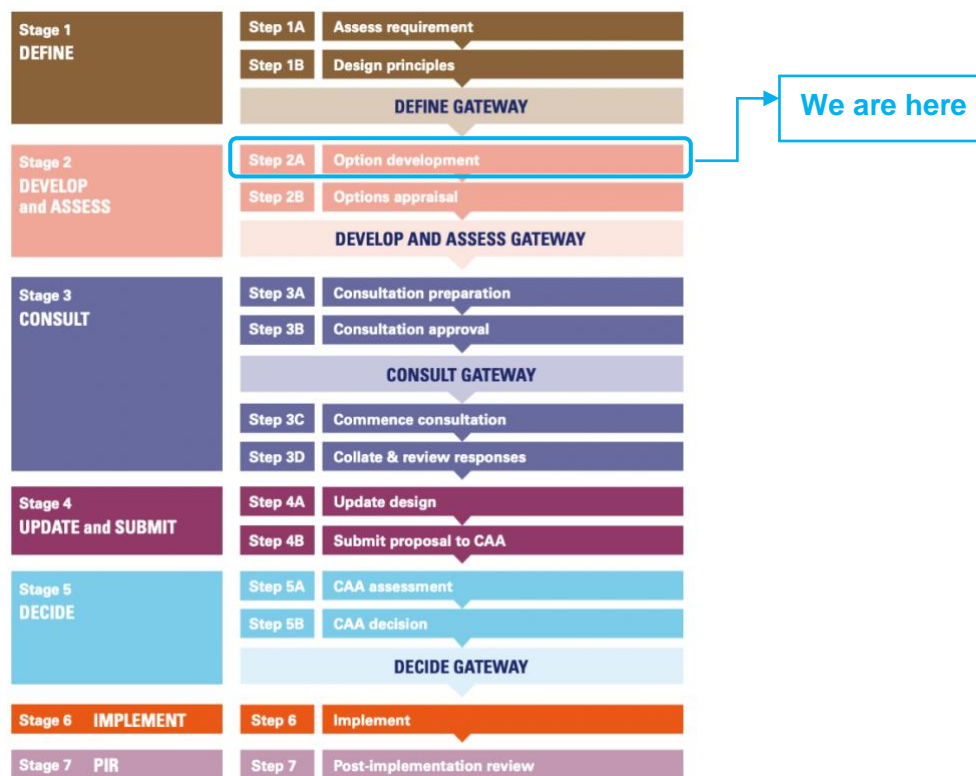 Stage 1
DEFINE
Step 1A Assess requirement
Step 1B Design principles
DEFINE GATEWAY
We are here
Stage 2
DEVELOP
and ASSESS
Step 2A Option development
Step 2B Options appraisal
DEVELOP AND ASSESS GATEWAY
Stage 3
CONSULT
Step 3A Consultation preparation
Step 3B Consultation approval
CONSULT GATEWAY
Step 3C Commence consultation
Step 3D Collate & review responses
Stage 4
UPDATE and SUBMIT
Step 4A Update design
Step 4B Submit proposal to CAA
Stage 5
DECIDE
Step 5A CAA assessment
Step 5B CAA decision
DECIDE GATEWAY
Stage 6 IMPLEMENT Step 6 Implement
Stage 7 PIR Step 7 Post-implementation review